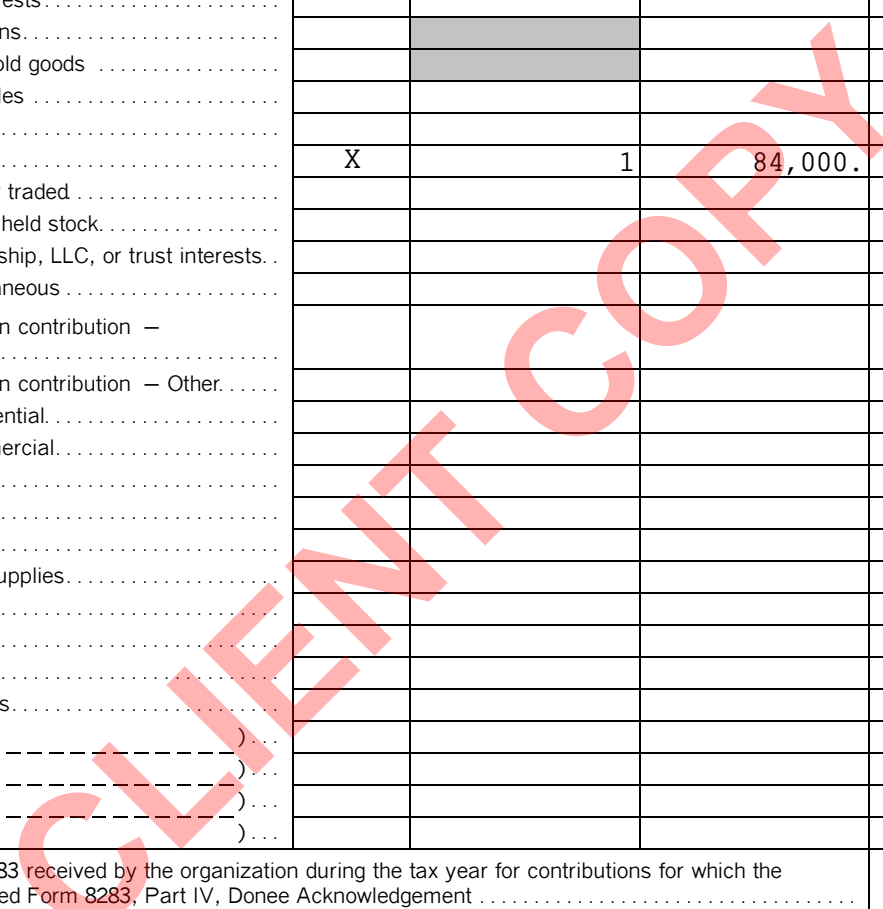 ests.
ns.
old goods
les
X 1 84,000.
traded
held stock.
ship, LLC, or trust interests.
aneous
n contribution —
n contribution — Other.
ential.
ercial.
upplies.
s.
)
)
)
)
83 received by the organization during the tax year for contributions for which the
ed Form 8283, Part IV, Donee Acknowledgement
CLIENT COPY